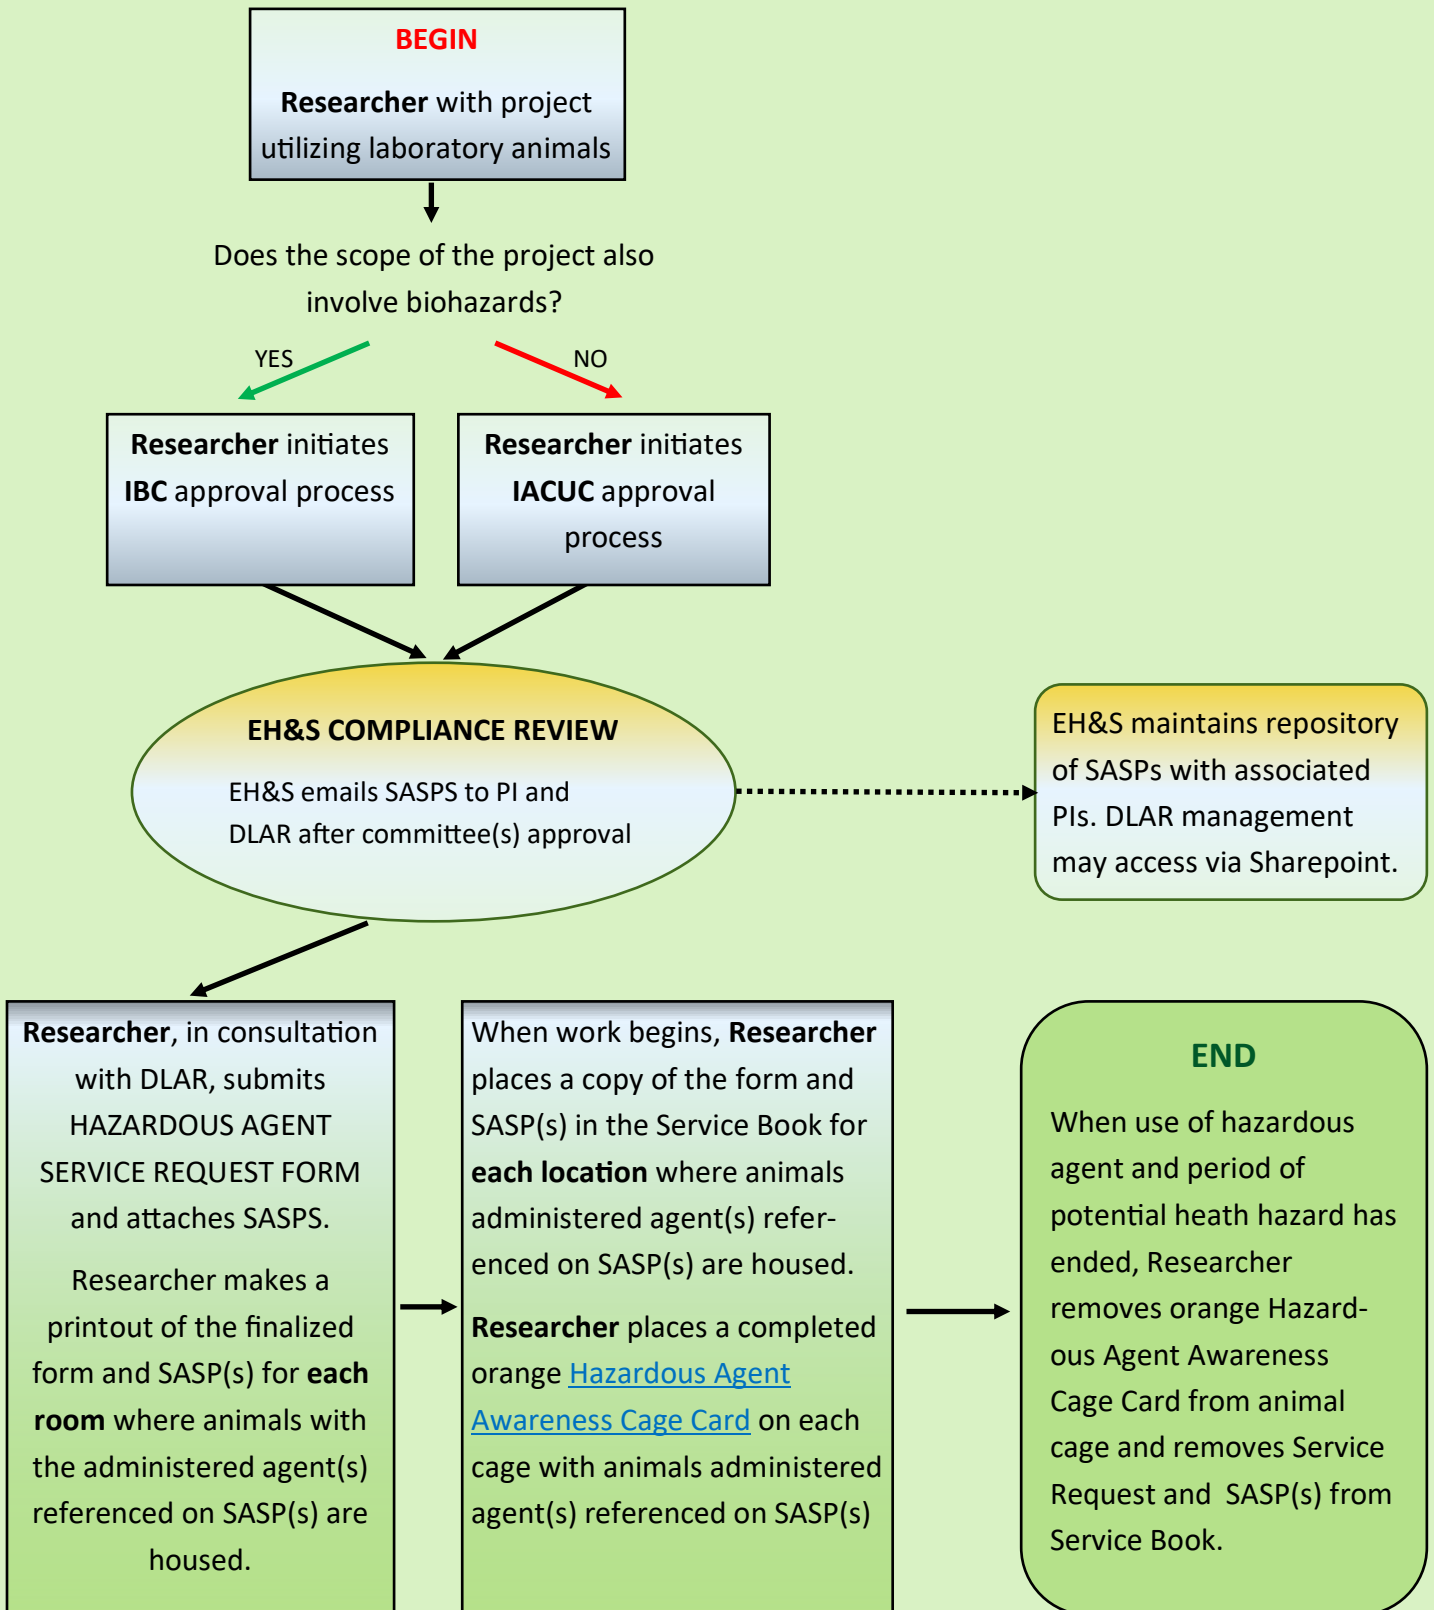 BEGIN
Researcher with project
utilizing laboratory animals
Does the scope of the project also
involve biohazards?
YES
NO
Researcher initiates
IBC approval process
Researcher initiates
IACUC approval
process
EH&S COMPLIANCE REVIEW
EH&S emails SASPS to PI and
DLAR after committee(s) approval
EH&S maintains repository
of SASPs with associated
PIs. DLAR management
may access via Sharepoint.
Researcher, in consultation
with DLAR, submits
HAZARDOUS AGENT
SERVICE REQUEST FORM
and attaches SASPS.
Researcher makes a
printout of the finalized
form and SASP(s) for each
room where animals with
the administered agent(s)
referenced on SASP(s) are
housed.
When work begins, Researcher
places a copy of the form and
SASP(s) in the Service Book for
each location where animals
administered agent(s) refer-
enced on SASP(s) are housed.
Researcher places a completed
orange Hazardous Agent
Awareness Cage Card on each
cage with animals administered
agent(s) referenced on SASP(s)
END
When use of hazardous
agent and period of
potential heath hazard has
ended, Researcher
removes orange Hazard-
ous Agent Awareness
Cage Card from animal
cage and removes Service
Request and  SASP(s) from
Service Book.